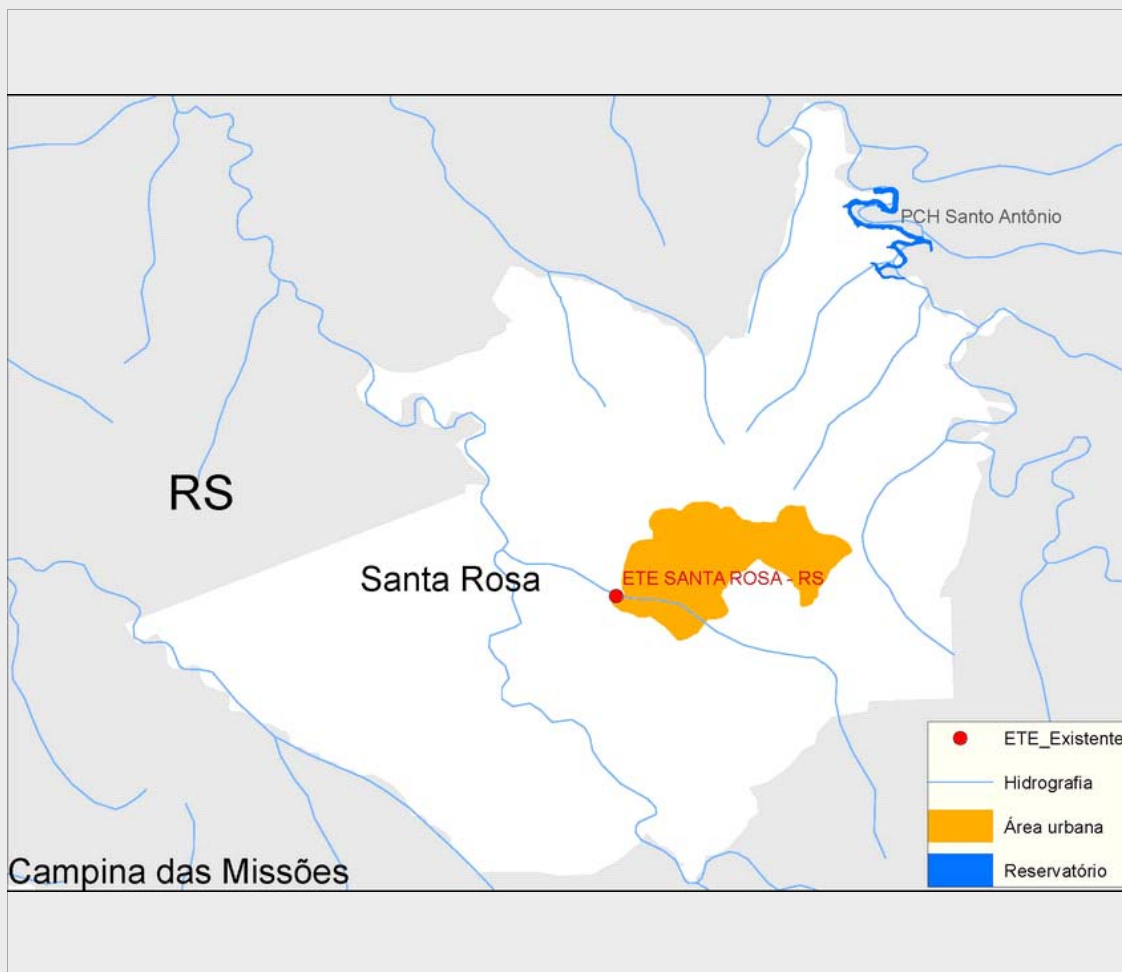 PCH Santo Antônio
RS
Santa Rosa
ETE SANTA ROSA - RS
Campina das Missões
ETE_Existente
Hidrografia
Área urbana
Reservatório